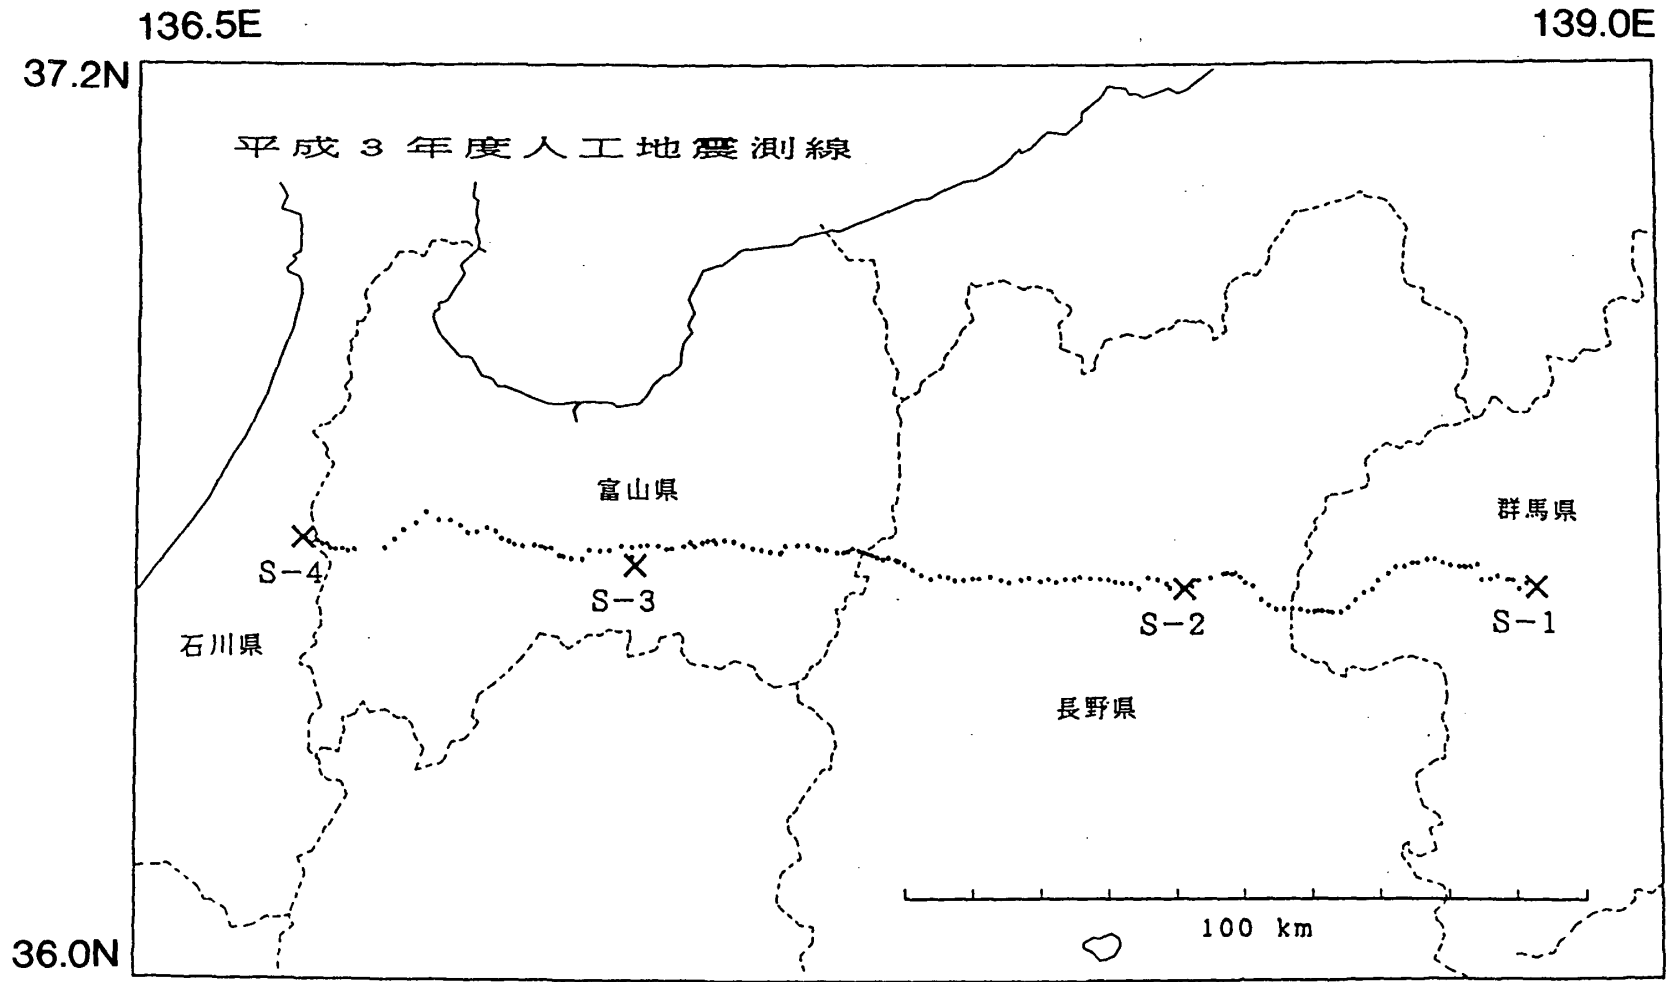 136.5E
139.0E
37.2N
平成3年度人工地震測線
富山県
群馬県
S-4
S-3
S-2
S-1
石川県
長野県
100 km
36.0N